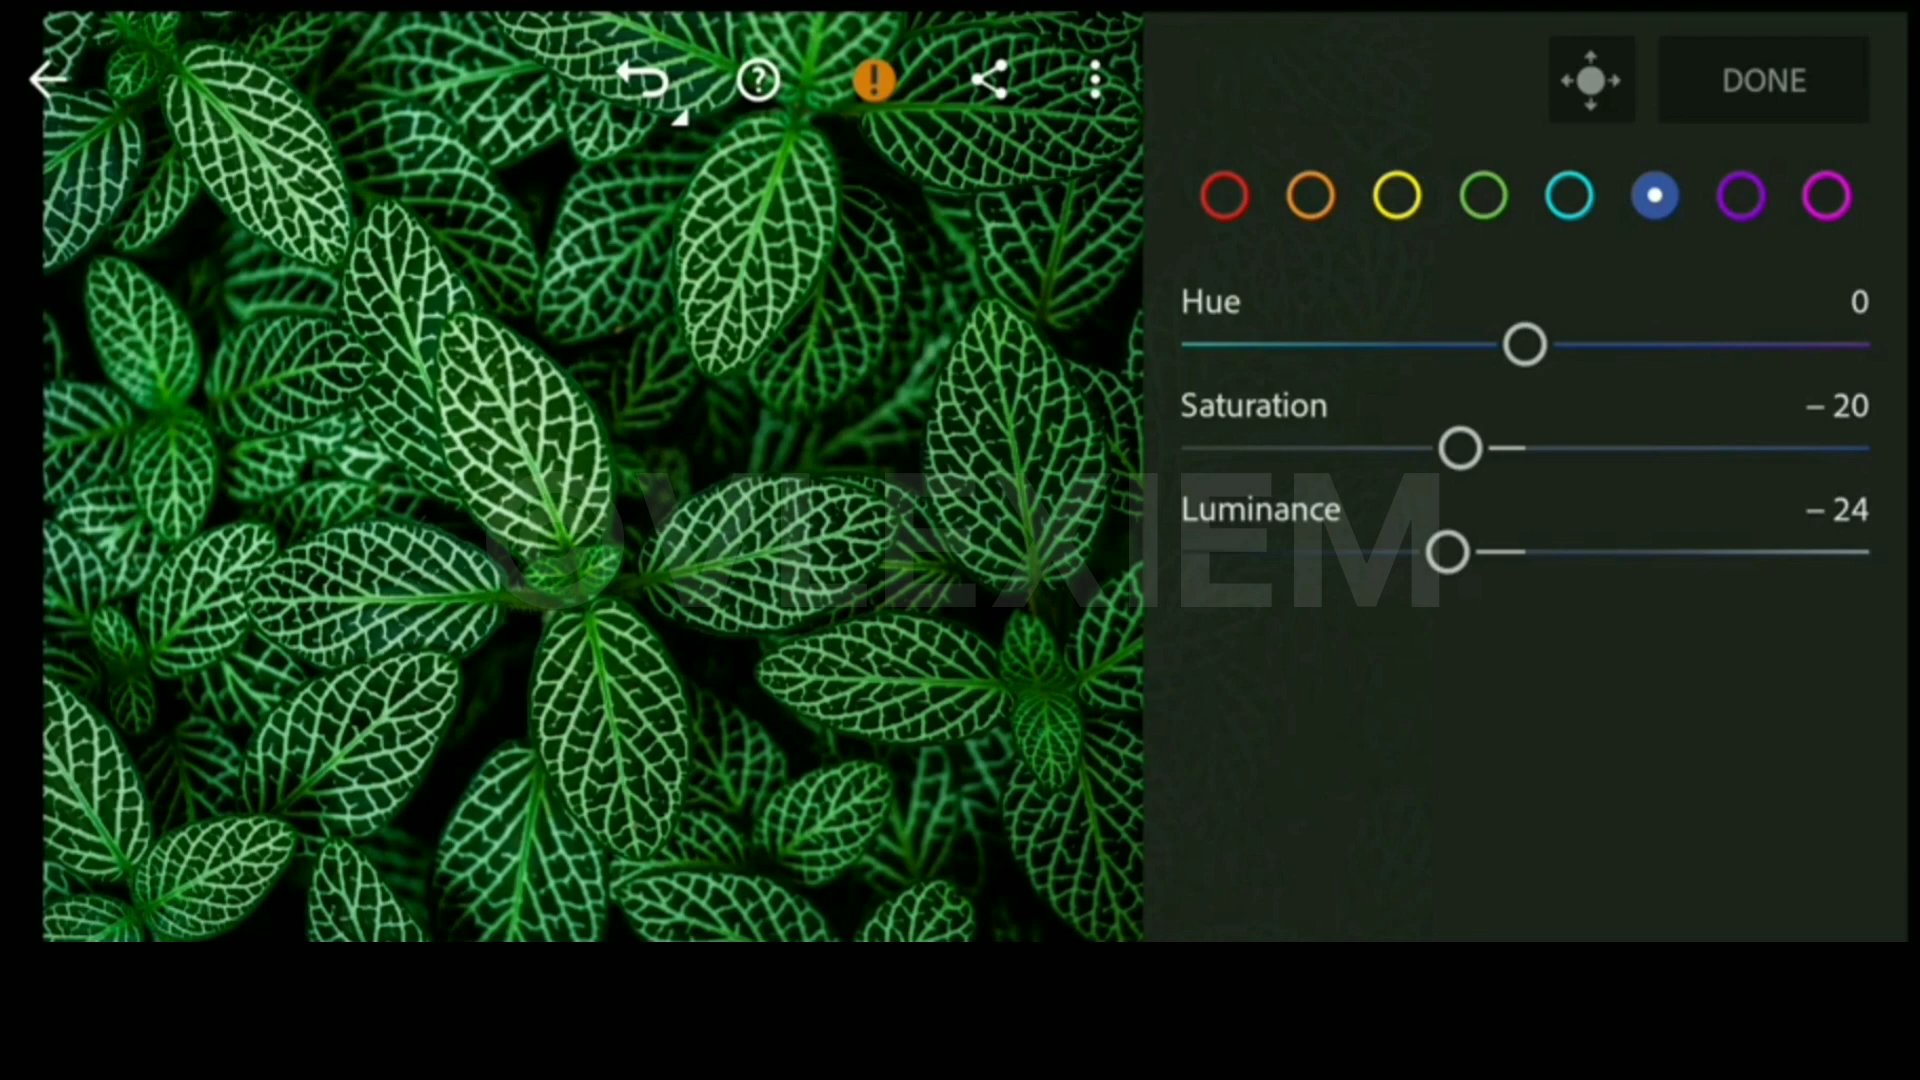 DONE
Hue 0
Saturation – 20
Luminance – 24